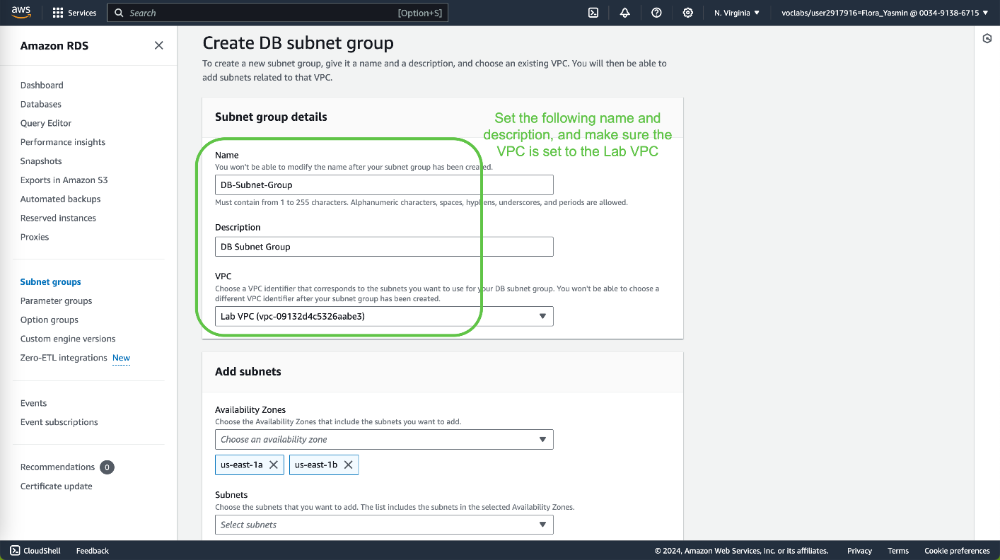 aws
Services
Search
[Option+S]
N. Virginia
voclabs/user2917916=Flora_Yasmin @ 0034-9138-6715
Amazon RDS
Dashboard
Databases
Query Editor
Performance insights
Snapshots
Exports in Amazon S3
Automated backups
Reserved instances
Proxies
Subnet groups
Parameter groups
Option groups
Custom engine versions
Zero-ETL integrations New
Events
Event subscriptions
Recommendations 0
Certificate update
Create DB subnet group
To create a new subnet group, give it a name and a description, and choose an existing VPC. You will then be able to
add subnets related to that VPC.
Subnet group details
Set the following name and
description, and make sure the
VPC is set to the Lab VPC
Name
You won't be able to modify the name after your subnet group has been created.
DB-Subnet-Group
Must contain from 1 to 255 characters. Alphanumeric characters, spaces, hyphens, underscores, and periods are allowed.
Description
DB Subnet Group
VPC
Choose a VPC identifier that corresponds to the subnets you want to use for your DB subnet group. You won't be able to choose a
different VPC identifier after your subnet group has been created.
Lab VPC (vpc-09132d4c5326aabe3)
Add subnets
Availability Zones
Choose the Availability Zones that include the subnets you want to add.
Choose an availability zone
us-east-1a
us-east-1b
Subnets
Choose the subnets that you want to add. The list includes the subnets in the selected Availability Zones.
Select subnets
CloudShell
Feedback
© 2024, Amazon Web Services, Inc. or its affiliates.
Privacy
Terms
Cookie preferences